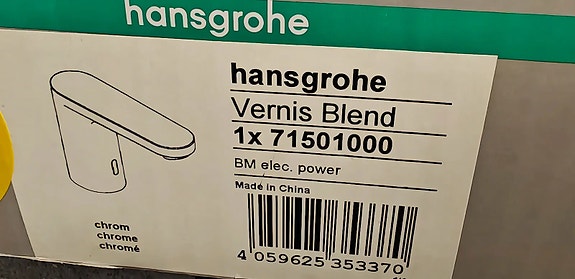 hansgrohe
hansgrohe
Vernis Blend
1x 71501000
BM elec. power
Made in China
chrom
chrome
chromé
4 059625 353370